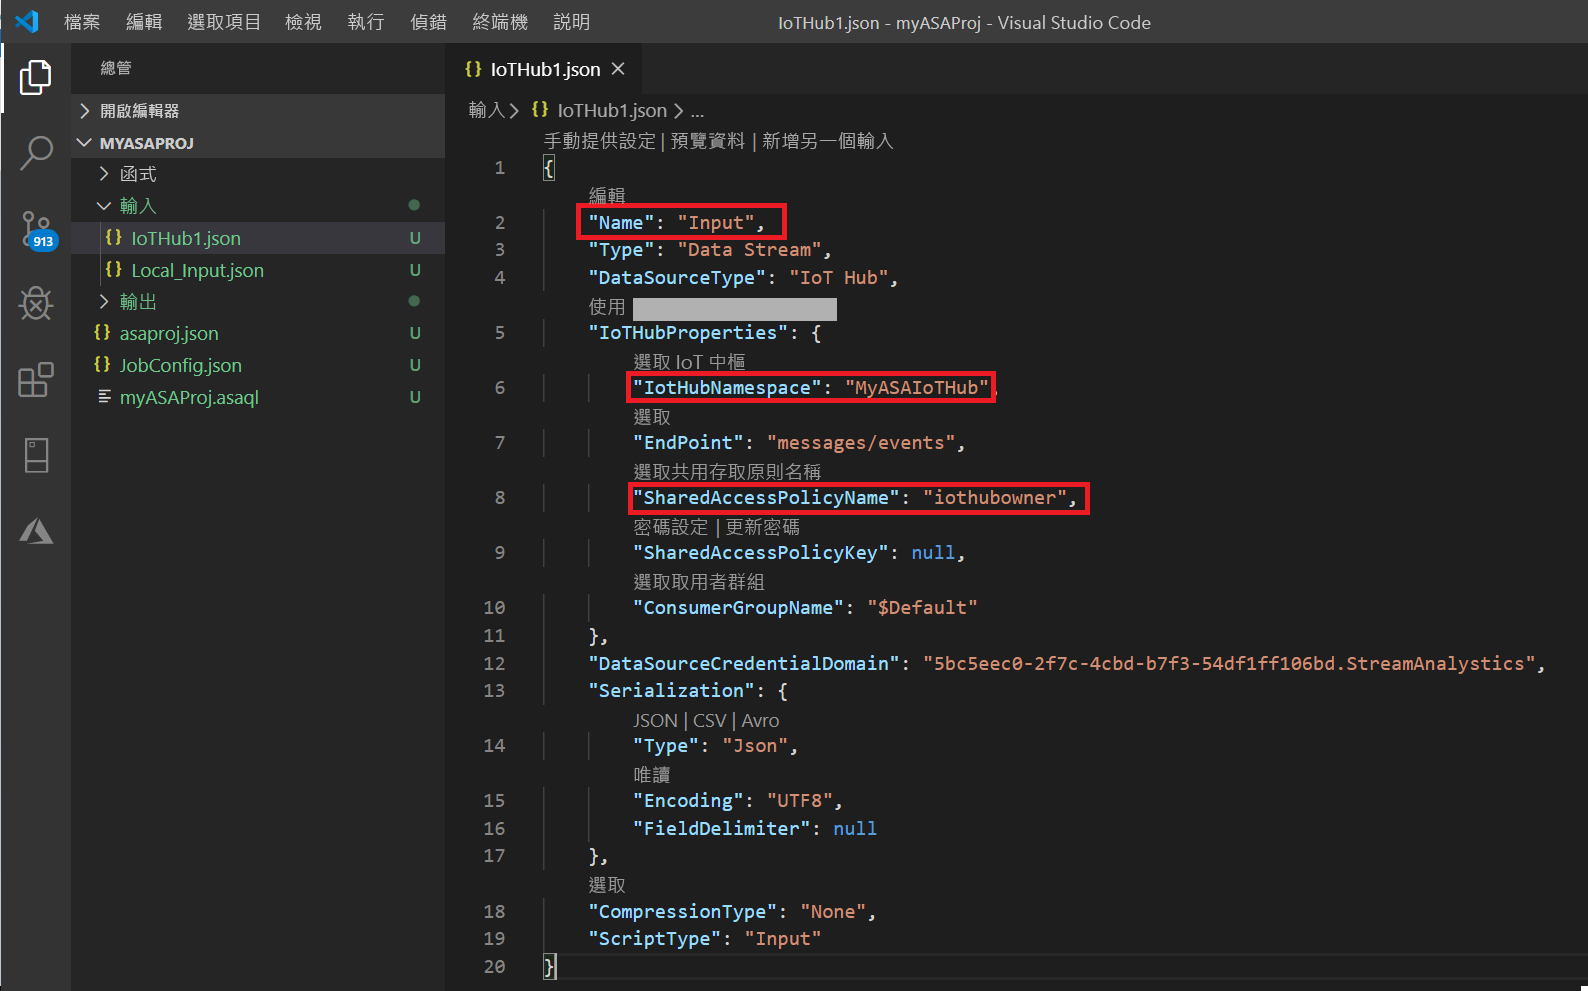 檔案 編輯 選取項目 檢視 執行 偵錯 終端機 説明 IoTHub1.json - myASAProj - Visual Studio Code
總管
開啟編輯器
MYASAPROJ
函式
輸入
{} IoTHub1.json U
{} Local_Input.json U
輸出
{} asaproj.json U
{} JobConfig.json U
myASAProj.asaql U
913
{} IoTHub1.json
輸入 > {} IoTHub1.json > ...
手動提供設定 | 預覽資料 | 新增另一個輸入
1 {
編輯
2 "Name": "Input",
3 "Type": "Data Stream",
4 "DataSourceType": "IoT Hub",
使用
5 "IoTHubProperties": {
選取 IoT 中樞
6 "IotHubNamespace": "MyASAIoTHub",
選取
7 "EndPoint": "messages/events",
選取共用存取原則名稱
8 "SharedAccessPolicyName": "iothubowner",
密碼設定 | 更新密碼
9 "SharedAccessPolicyKey": null,
選取取用者群組
10 "ConsumerGroupName": "$Default"
11 },
12 "DataSourceCredentialDomain": "5bc5eec0-2f7c-4cbd-b7f3-54df1ff106bd.StreamAnalystics",
13 "Serialization": {
JSON | CSV | Avro
14 "Type": "Json",
唯讀
15 "Encoding": "UTF8",
16 "FieldDelimiter": null
17 },
選取
18 "CompressionType": "None",
19 "ScriptType": "Input"
20 }